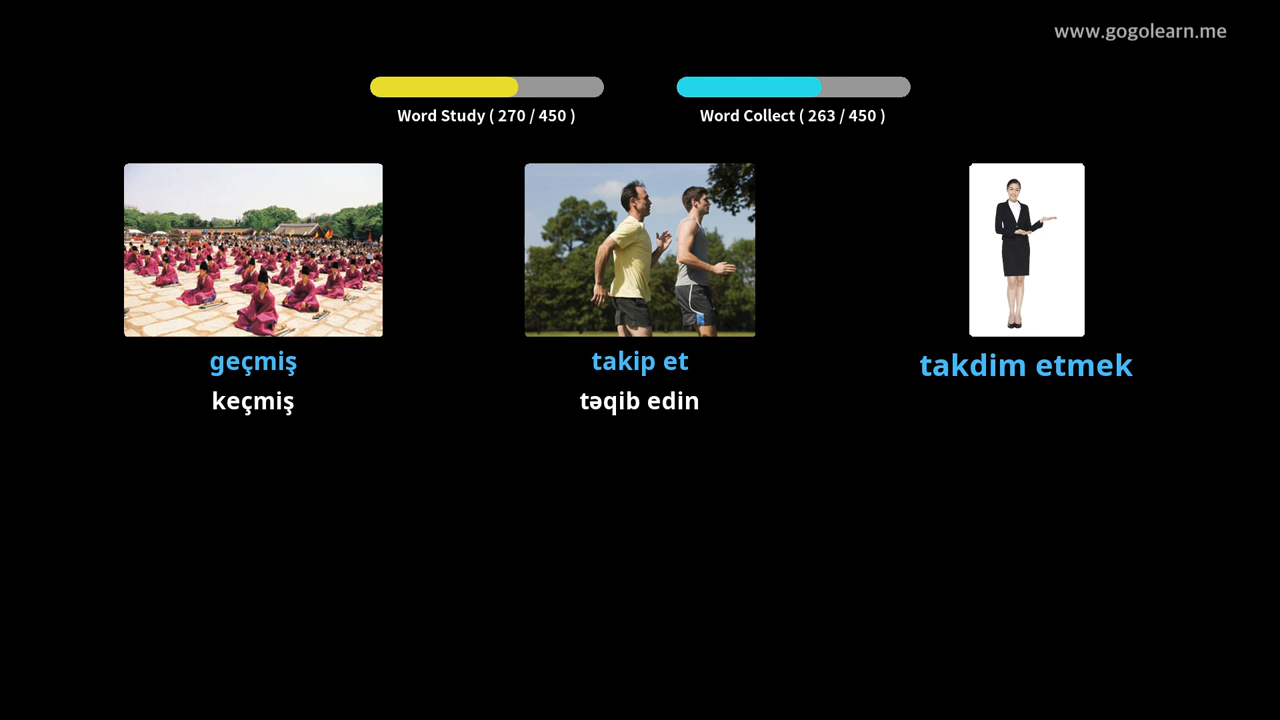 www.gogolearn.me
Word Study ( 270 / 450 )
Word Collect ( 263 / 450 )
geçmiş
keçmiş
takip et
təqib edin
takdim etmek